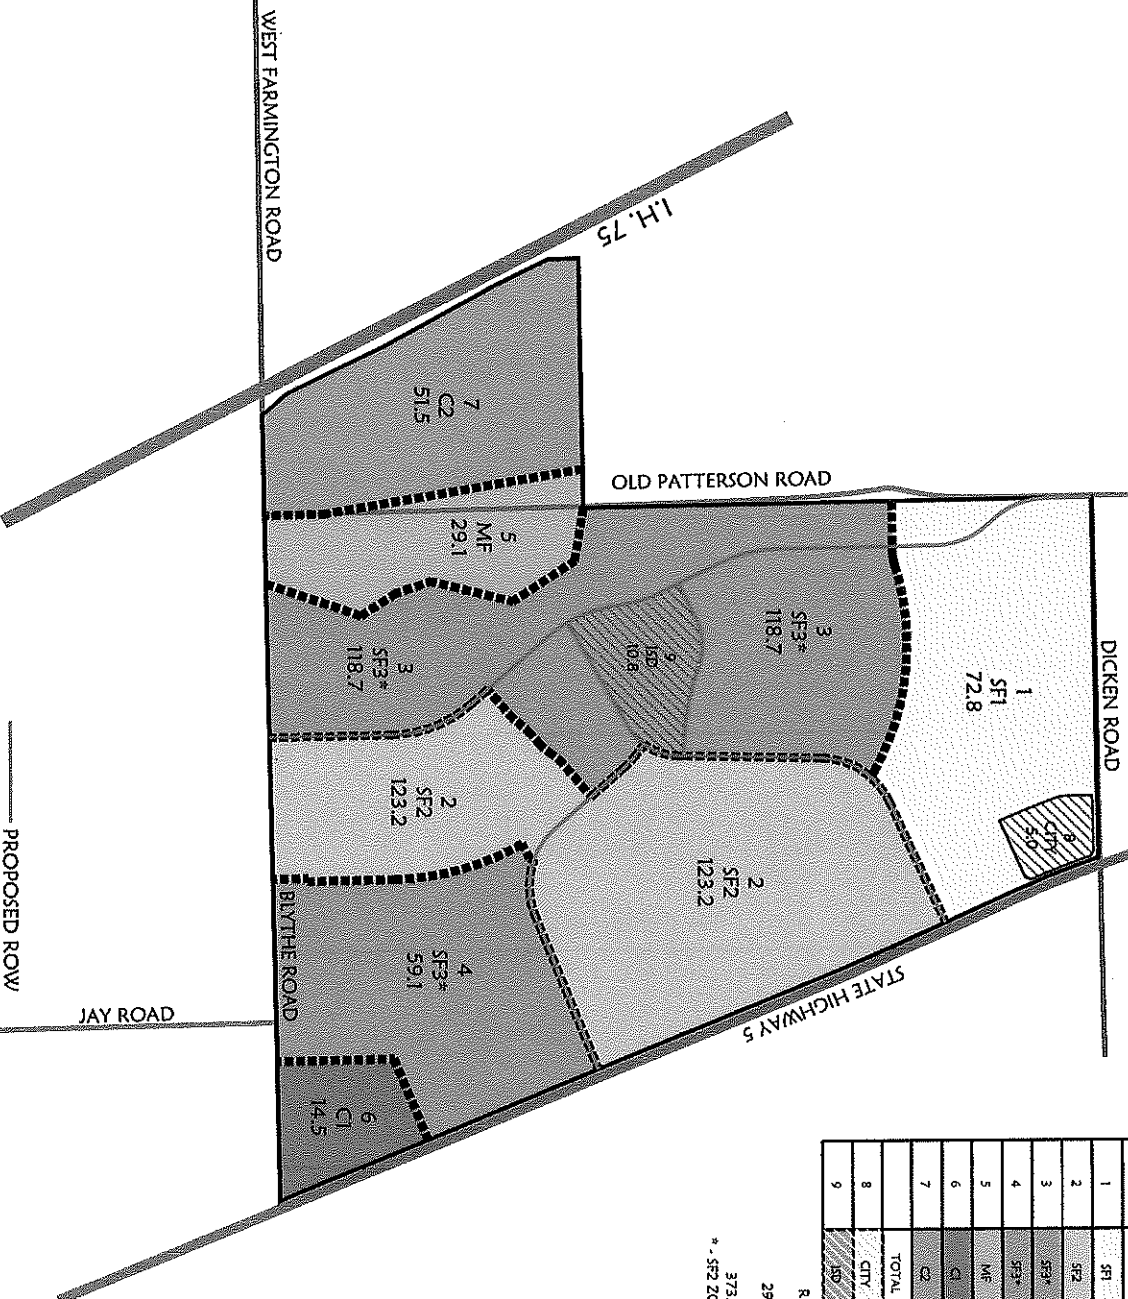 WEST FARMINGTON ROAD
I.H. 75
OLD PATTERSON ROAD
DICKEN ROAD
STATE HIGHWAY 5
BLYTHE ROAD
JAY ROAD
PROPOSED ROW
1
SF1
72.8
8
CITY
5.0
3
SF3*
118.7
9
ISD
10.8
2
SF2
123.2
7
C2
51.5
5
MF
29.1
3
SF3*
118.7
2
SF2
123.2
4
SF3*
59.1
6
C1
14.5
1 SF1
2 SF2
3 SF3*
4 SF3*
5 MF
6 C1
7 C2
TOTAL
8 CITY
9 ISD
R
29
373.
* - SF2 ZO